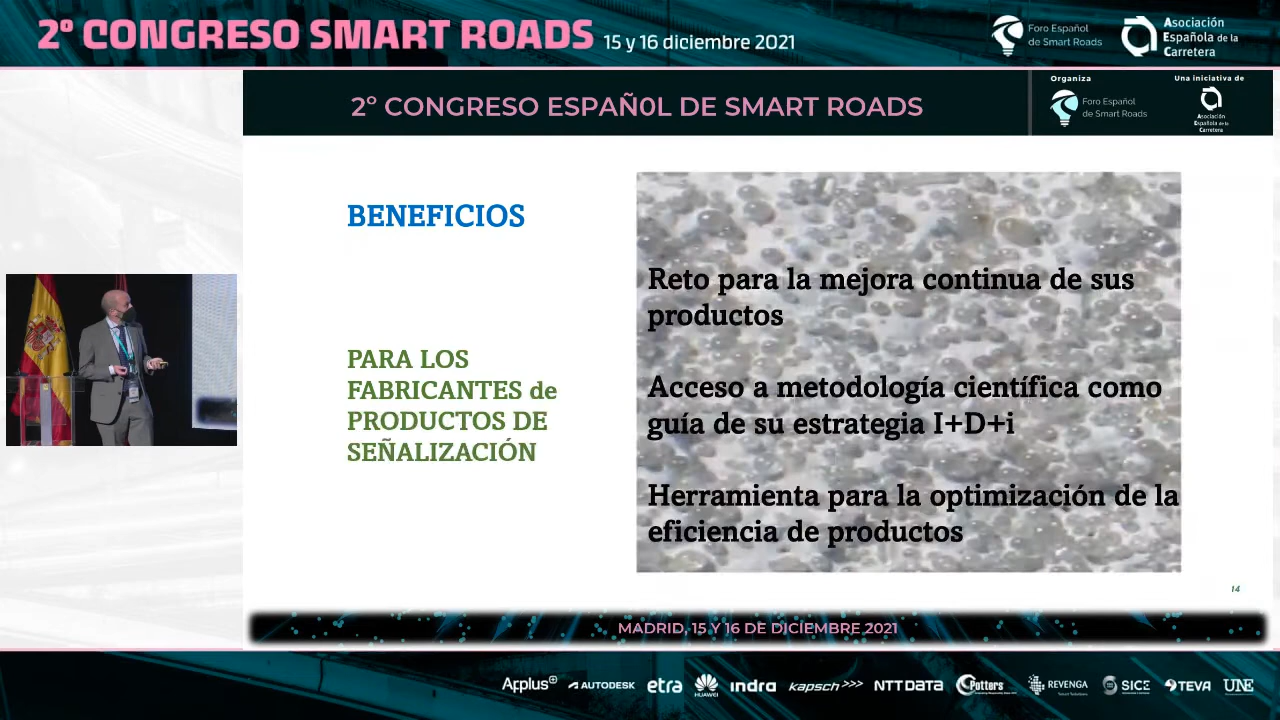 2º CONGRESO SMART ROADS 15 y 16 diciembre 2021
Foro Español
de Smart Roads
Asociación
Española de la
Carretera
2º CONGRESO ESPAÑ0L DE SMART ROADS
Organiza
Foro Español
de Smart Roads
Una iniciativa de
Asociación
Española de la
Carretera
BENEFICIOS
PARA LOS
FABRICANTES de
PRODUCTOS DE
SEÑALIZACIÓN
Reto para la mejora continua de sus
productos
Acceso a metodología científica como
guía de su estrategia I+D+i
Herramienta para la optimización de la
eficiencia de productos
14
MADRID, 15 Y 16 DE DICIEMBRE 2021
Applus+ AUTODESK etra HUAWEI indra kapsch>>> NTT DATA Potters REVENGA SICE TEVA UNE